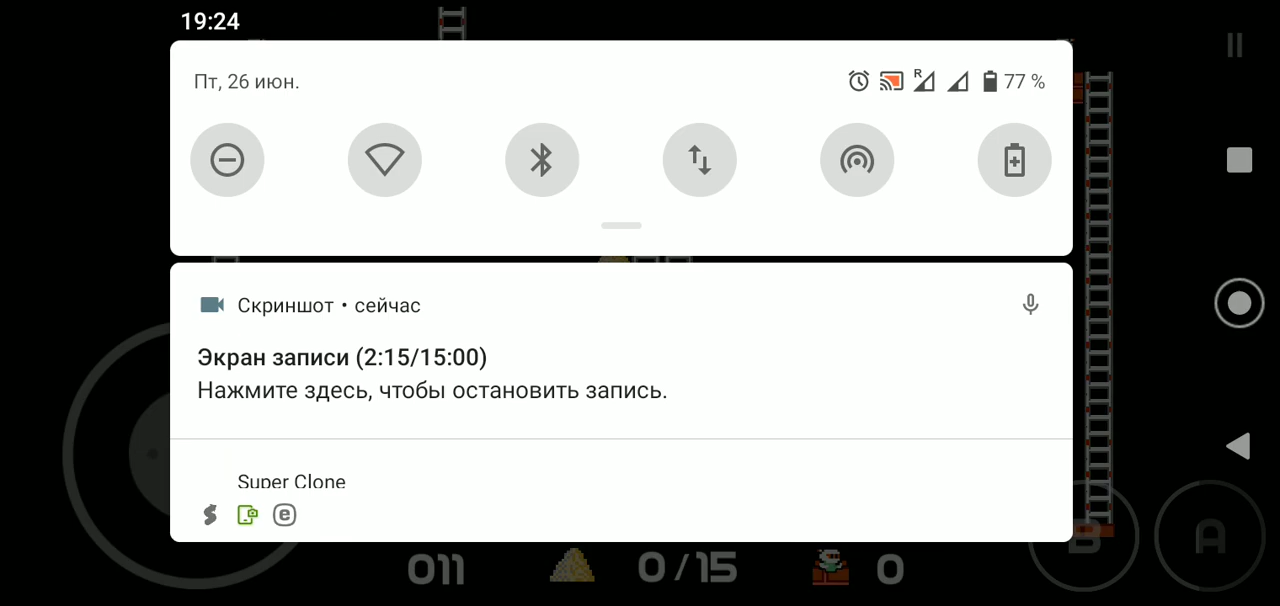 19:24
Пт, 26 июн.
R
77 %
Скриншот • сейчас
Экран записи (2:15/15:00)
Нажмите здесь, чтобы остановить запись.
Super Clone
011
0/15
0
B
A